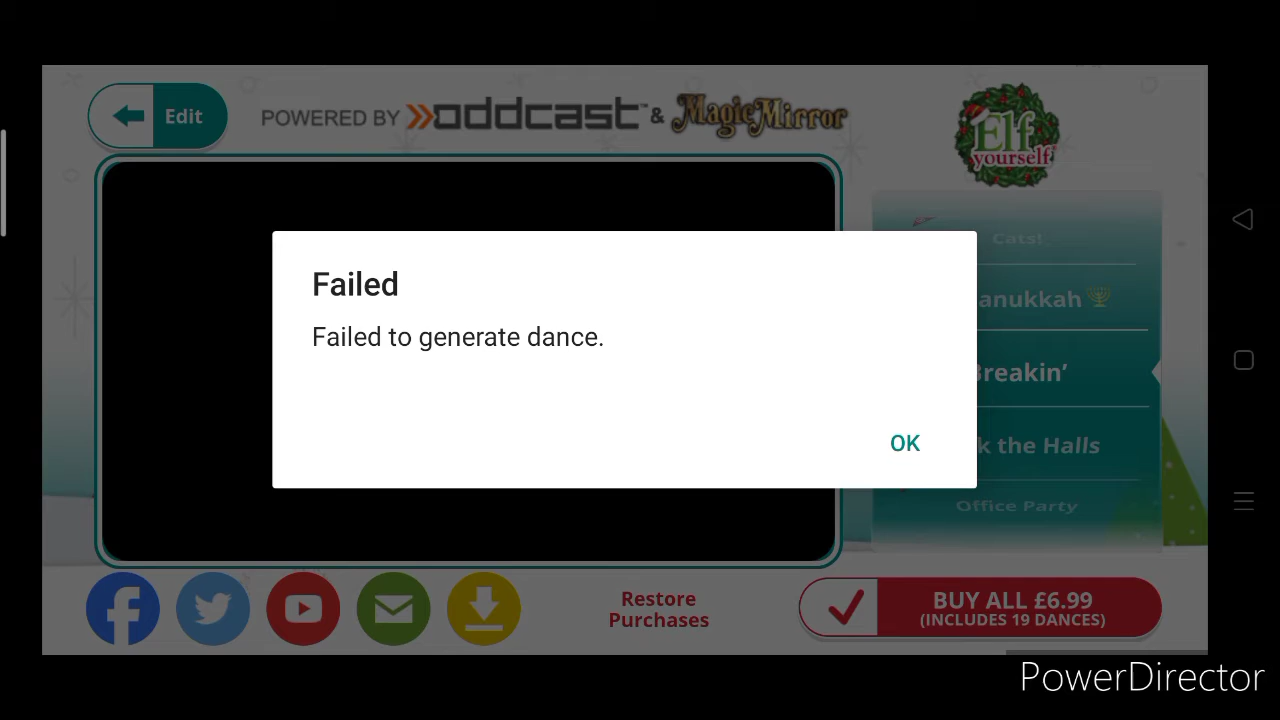 Edit
POWERED BY oddcast™ & MagicMirror
Elf
yourself®
Cats!
anukkah
Breakin’
k the Halls
Office Party
Failed
Failed to generate dance.
OK
Restore
Purchases
BUY ALL £6.99
(INCLUDES 19 DANCES)
PowerDirector